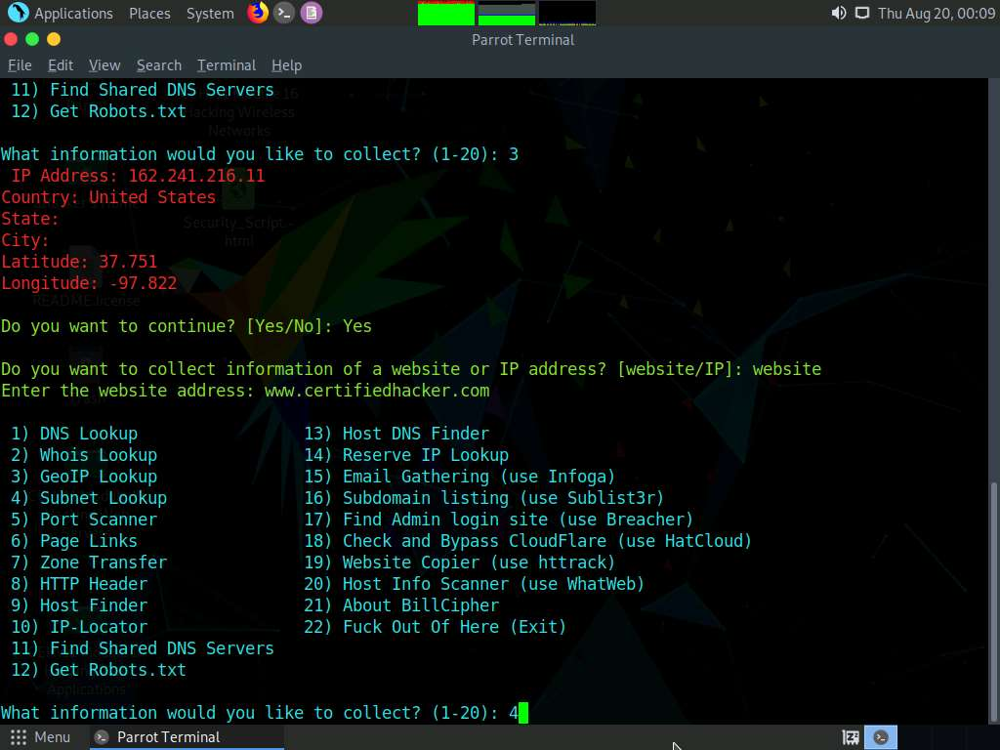 Applications Places System Thu Aug 20, 00:09
Parrot Terminal
File Edit View Search Terminal Help
11) Find Shared DNS Servers
12) Get Robots.txt
Hacking Wireless
Networks
What information would you like to collect? (1-20): 3
IP Address: 162.241.216.11
Country: United States
State:
Security_Script.-
html
City:
Latitude: 37.751
Longitude: -97.822
README.license
Do you want to continue? [Yes/No]: Yes
Do you want to collect information of a website or IP address? [website/IP]: website
Enter the website address: www.certifiedhacker.com
1) DNS Lookup 13) Host DNS Finder
2) Whois Lookup 14) Reserve IP Lookup
3) GeoIP Lookup 15) Email Gathering (use Infoga)
4) Subnet Lookup 16) Subdomain listing (use Sublist3r)
5) Port Scanner 17) Find Admin login site (use Breacher)
6) Page Links 18) Check and Bypass CloudFlare (use HatCloud)
7) Zone Transfer 19) Website Copier (use httrack)
8) HTTP Header 20) Host Info Scanner (use WhatWeb)
9) Host Finder 21) About BillCipher
10) IP-Locator 22) Fuck Out Of Here (Exit)
11) Find Shared DNS Servers
12) Get Robots.txt
Applications
What information would you like to collect? (1-20): 4
Menu Parrot Terminal